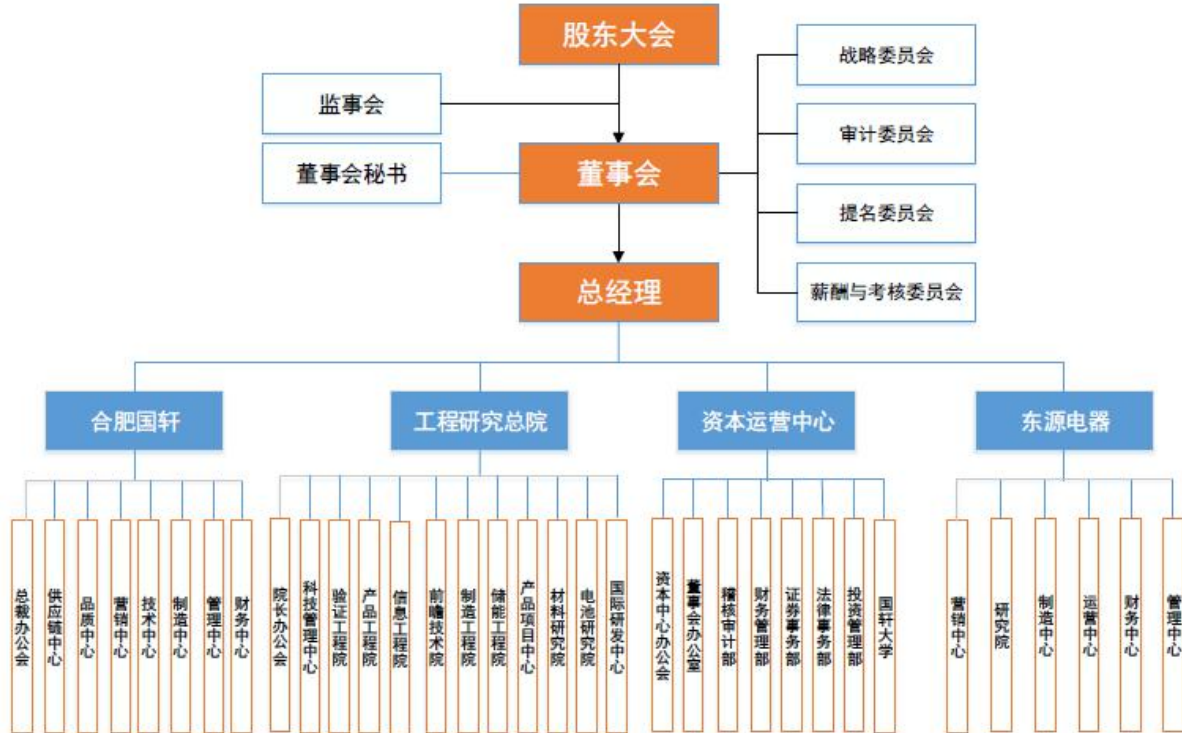 股东大会
战略委员会
监事会
审计委员会
董事会秘书
董事会
提名委员会
总经理
薪酬与考核委员会
合肥国轩
工程研究总院
资本运营中心
东源电器
总裁办公会
供应链中心
品质中心
营销中心
技术中心
制造中心
管理中心
财务中心
院长办公会
科技管理中心
验证工程院
产品工程院
信息工程院
前瞻技术院
制造工程院
储能工程院
产品项目中心
材料研究院
电池研究院
国际研发中心
资本中心办公会
董事会办公室
稽核审计部
财务管理部
证券事务部
法律事务部
投资管理部
国轩大学
营销中心
研究院
制造中心
运营中心
财务中心
管理中心